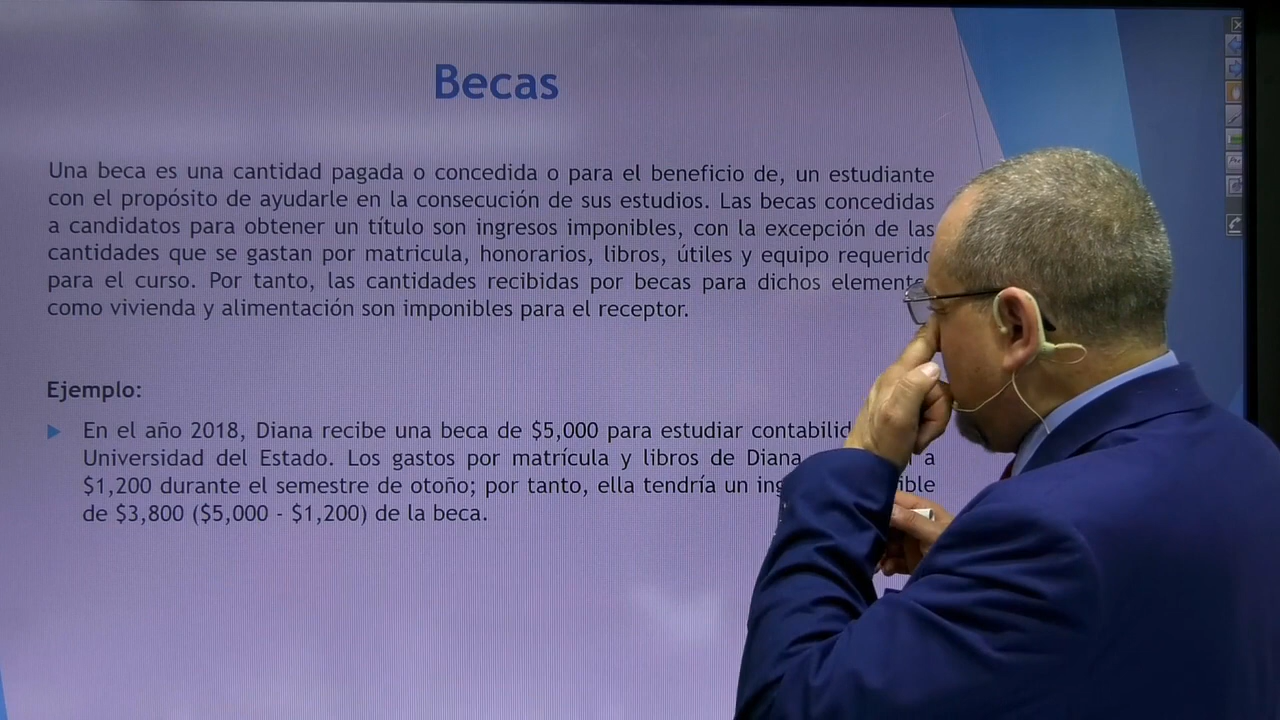 Becas
Una beca es una cantidad pagada o concedida o para el beneficio de, un estudiante
con el propósito de ayudarle en la consecución de sus estudios. Las becas concedidas
a candidatos para obtener un título son ingresos imponibles, con la excepción de las
cantidades que se gastan por matricula, honorarios, libros, útiles y equipo requerido
para el curso. Por tanto, las cantidades recibidas por becas para dichos
como vivienda y alimentación son imponibles para el receptor.
Ejemplo:
En el año 2018, Diana recibe una beca de $5,000 para estudiar
Universidad del Estado. Los gastos por matrícula y libros de Diana a
$1,200 durante el semestre de otoño; por tanto, ella tendría un
de $3,800 ($5,000 - $1,200) de la beca.